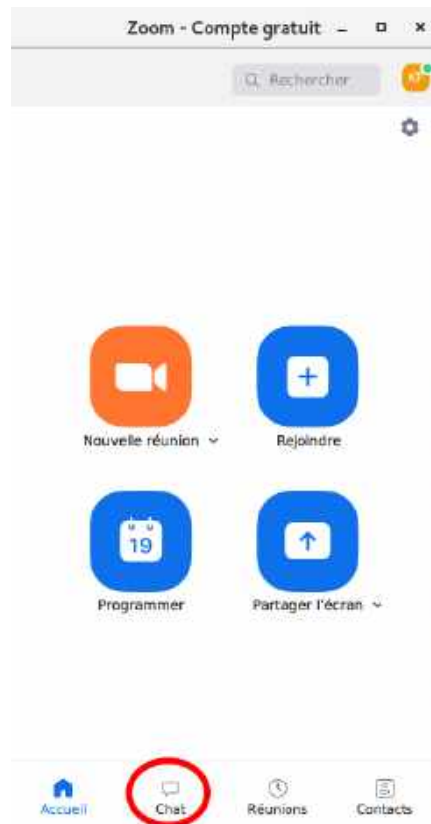 Zoom - Compte gratuit
Rechercher
Nouvelle réunion
Rejoindre
19
Programmer
Partager l'écran
Accueil
Chat
Réunions
Contacts